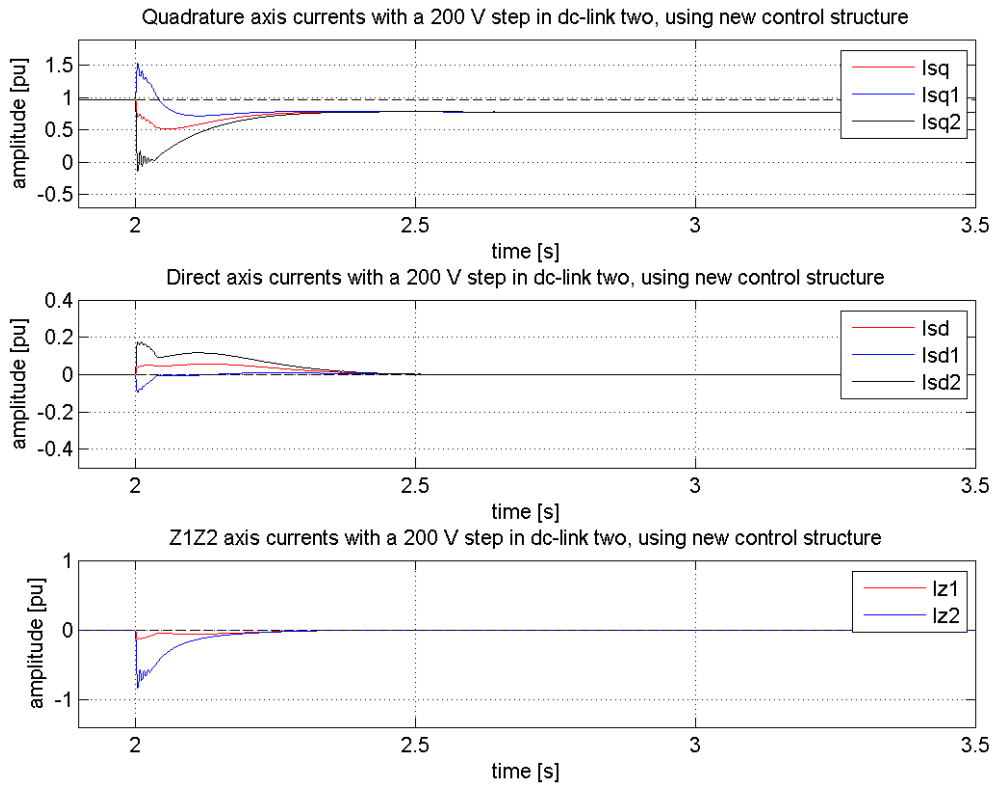 Quadrature axis currents with a 200 V step in dc-link two, using new control structure
amplitude [pu]
1.5
1
0.5
0
-0.5
Isq
Isq1
Isq2
2
2.5
3
3.5
time [s]
Direct axis currents with a 200 V step in dc-link two, using new control structure
amplitude [pu]
0.4
0.2
0
-0.2
-0.4
Isd
Isd1
Isd2
2
2.5
3
3.5
time [s]
Z1Z2 axis currents with a 200 V step in dc-link two, using new control structure
amplitude [pu]
1
0
-1
Iz1
Iz2
2
2.5
3
3.5
time [s]